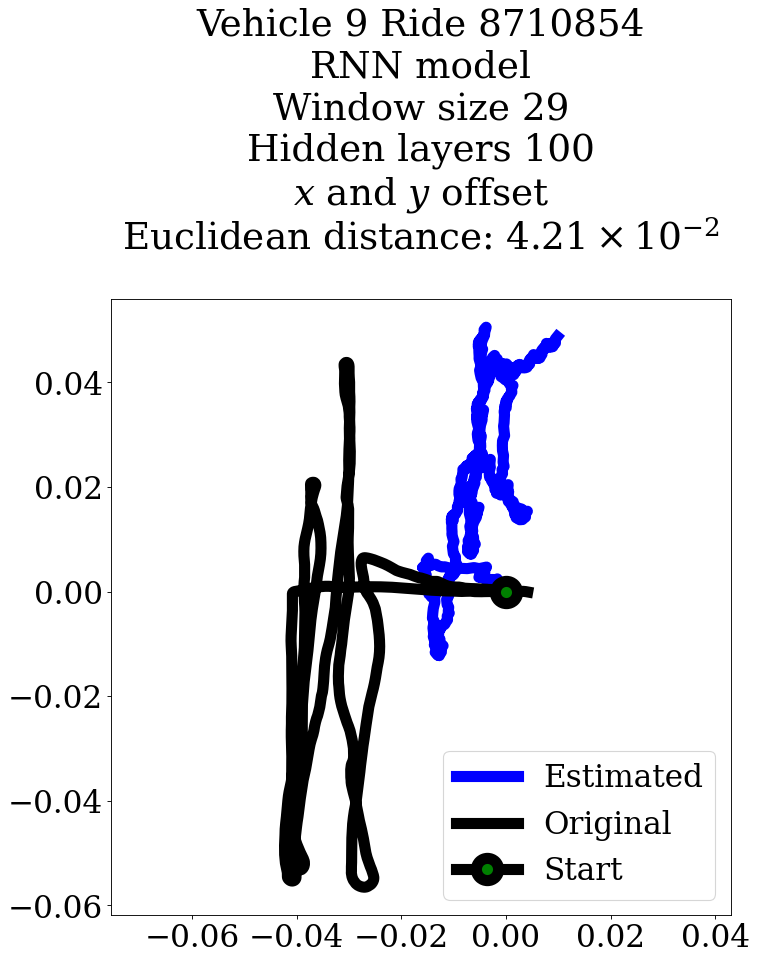 Vehicle 9 Ride 8710854
RNN model
Window size 29
Hidden layers 100
x and y offset
Euclidean distance: 4.21 × 10⁻²
0.04
0.02
0.00
−0.02
−0.04
−0.06
Estimated
Original
Start
−0.06 −0.04 −0.02 0.00 0.02 0.04